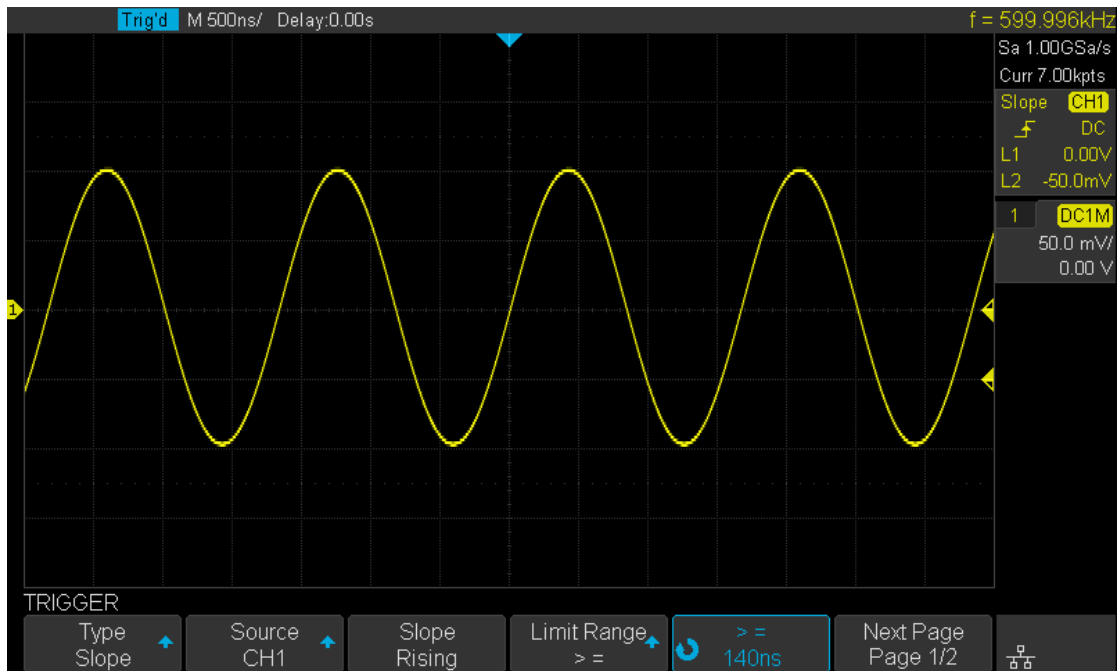 Trig'd M 500ns/ Delay:0.00s f = 599.996kHz
Sa 1.00GSa/s
Curr 7.00kpts
Slope CH1
DC
L1 0.00V
L2 -50.0mV
1 DC1M
50.0 mV/
0.00 V
1
TRIGGER
Type Source Slope Limit Range > = Next Page
Slope CH1 Rising > = 140ns Page 1/2